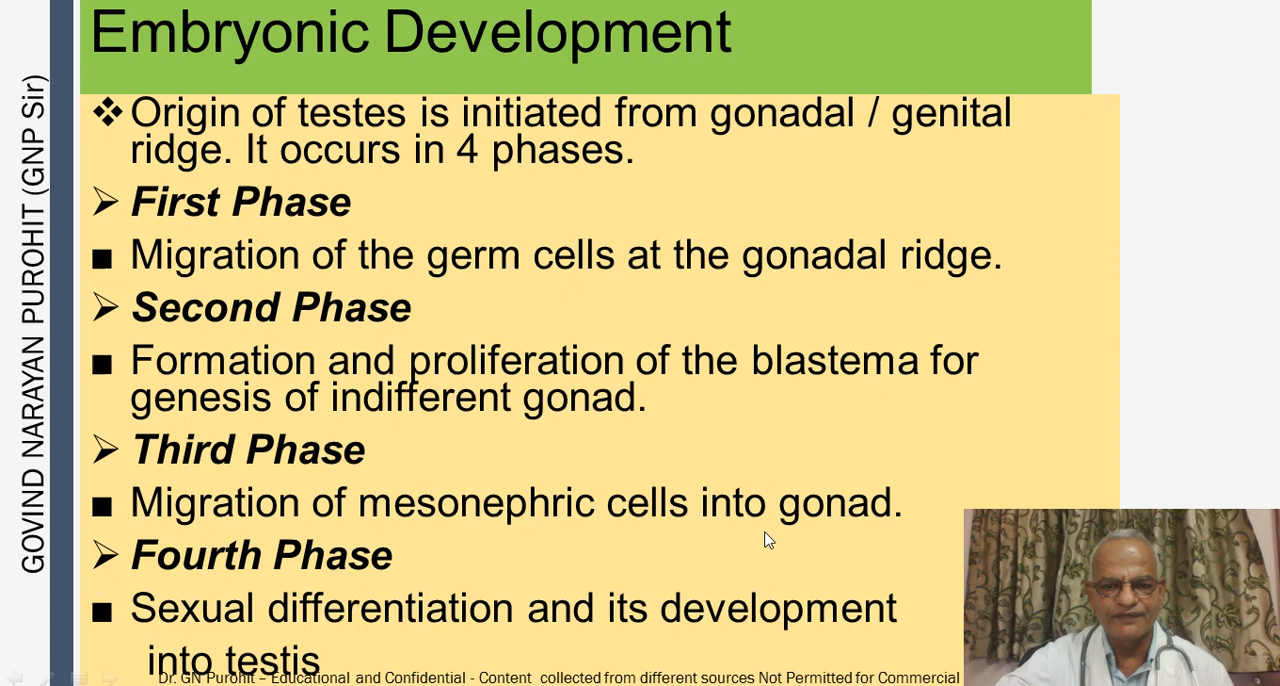 Embryonic Development
GOVIND NARAYAN PUROHIT (GNP Sir)
❖ Origin of testes is initiated from gonadal / genital
ridge. It occurs in 4 phases.
➢ First Phase
■ Migration of the germ cells at the gonadal ridge.
➢ Second Phase
■ Formation and proliferation of the blastema for
genesis of indifferent gonad.
➢ Third Phase
■ Migration of mesonephric cells into gonad.
➢ Fourth Phase
■ Sexual differentiation and its development
into testis
Dr. GN Purohit – Educational and Confidential - Content collected from different sources Not Permitted for Commercial